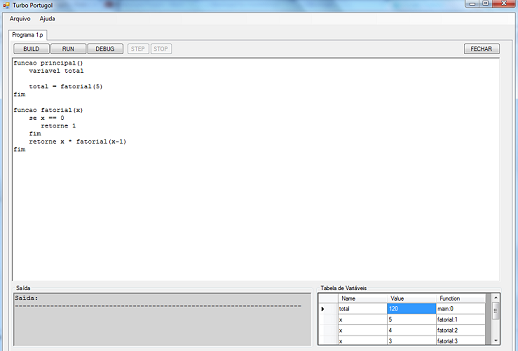 Turbo Portugol
Arquivo Ajuda
Programa 1.p
BUILD RUN DEBUG STEP STOP FECHAR
funcao principal()
variavel total
total = fatorial(5)
fim
funcao fatorial(x)
se x == 0
retorne 1
fim
retorne x * fatorial(x-1)
fim
Saída
Saída:
--------------------------------------------------------------------------------
Tabela de Variáveis
Name Value Function
total 120 main:0
x 5 fatorial:1
x 4 fatorial:2
x 3 fatorial:3